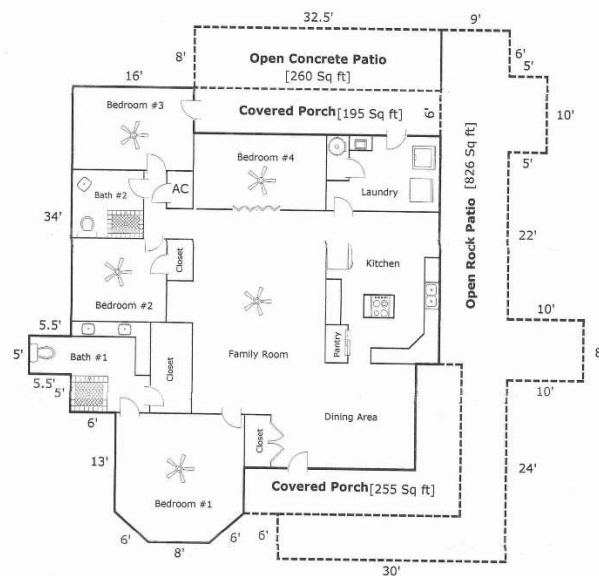 32.5'
9'
8'
Open Concrete Patio
[260 Sq ft]
6'
5'
16'
Bedroom #3
Covered Porch[195 Sq ft]
6'
10'
Bedroom #4
5'
AC
Laundry
Bath #2
34'
Open Rock Patio [826 Sq ft]
22'
Closet
Kitchen
Bedroom #2
10'
5.5'
5'
Bath #1
Closet
Family Room
Pantry
8
5.5'
5'
10'
6'
Closet
Dining Area
13'
24'
Bedroom #1
Covered Porch[255 Sq ft]
6'
8'
6'
6'
30'